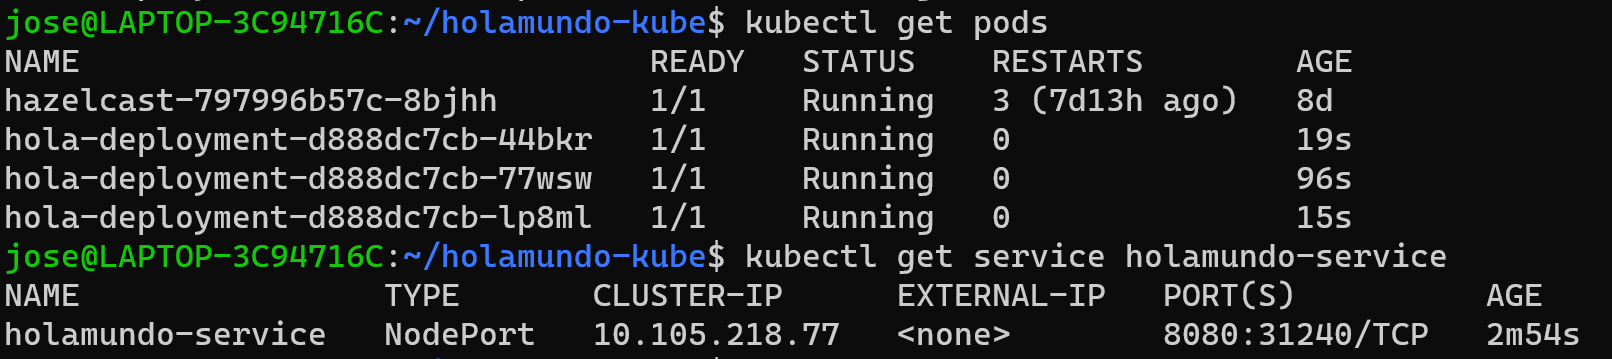 jose@LAPTOP-3C94716C:~/holamundo-kube$ kubectl get pods
NAME READY STATUS RESTARTS AGE
hazelcast-797996b57c-8bjhh 1/1 Running 3 (7d13h ago) 8d
hola-deployment-d888dc7cb-44bkr 1/1 Running 0 19s
hola-deployment-d888dc7cb-77wsw 1/1 Running 0 96s
hola-deployment-d888dc7cb-lp8ml 1/1 Running 0 15s
jose@LAPTOP-3C94716C:~/holamundo-kube$ kubectl get service holamundo-service
NAME TYPE CLUSTER-IP EXTERNAL-IP PORT(S) AGE
holamundo-service NodePort 10.105.218.77 <none> 8080:31240/TCP 2m54s